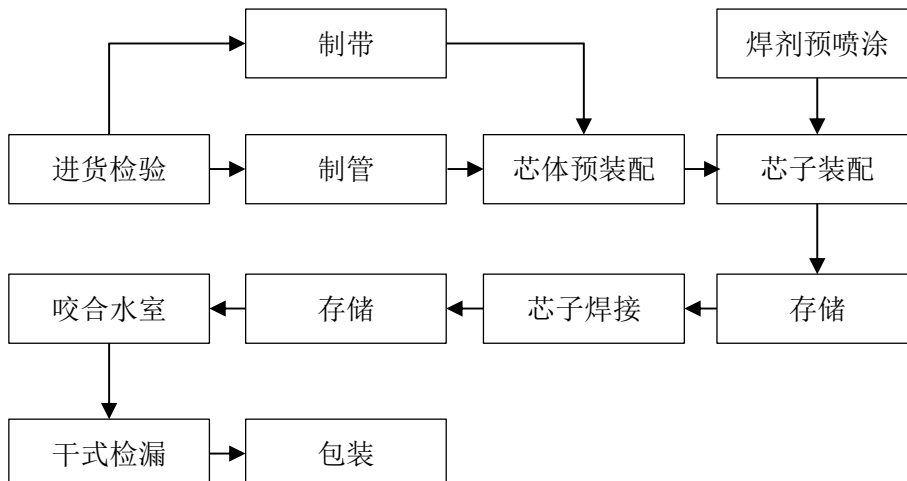 制带
焊剂预喷涂
进货检验
制管
芯体预装配
芯子装配
咬合水室
存储
芯子焊接
存储
干式检漏
包装